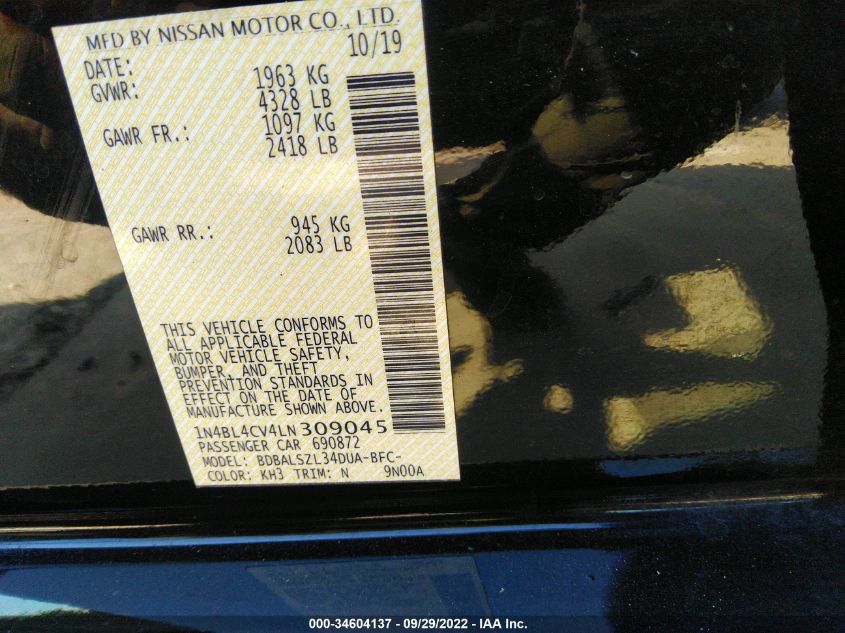 MFD BY NISSAN MOTOR CO., LTD.
DATE: 10/19
GVWR: 1963 KG
4328 LB
GAWR FR.: 1097 KG
2418 LB
GAWR RR.: 945 KG
2083 LB
THIS VEHICLE CONFORMS TO
ALL APPLICABLE FEDERAL
MOTOR VEHICLE SAFETY,
BUMPER, AND THEFT
PREVENTION STANDARDS IN
EFFECT ON THE DATE OF
MANUFACTURE SHOWN ABOVE.
1N4BL4CV4LN309045
PASSENGER CAR 690872
MODEL: BDBALSZL34DUA-BFC-
COLOR: KH3 TRIM: N 9N00A
000-34604137 - 09/29/2022 - IAA Inc.